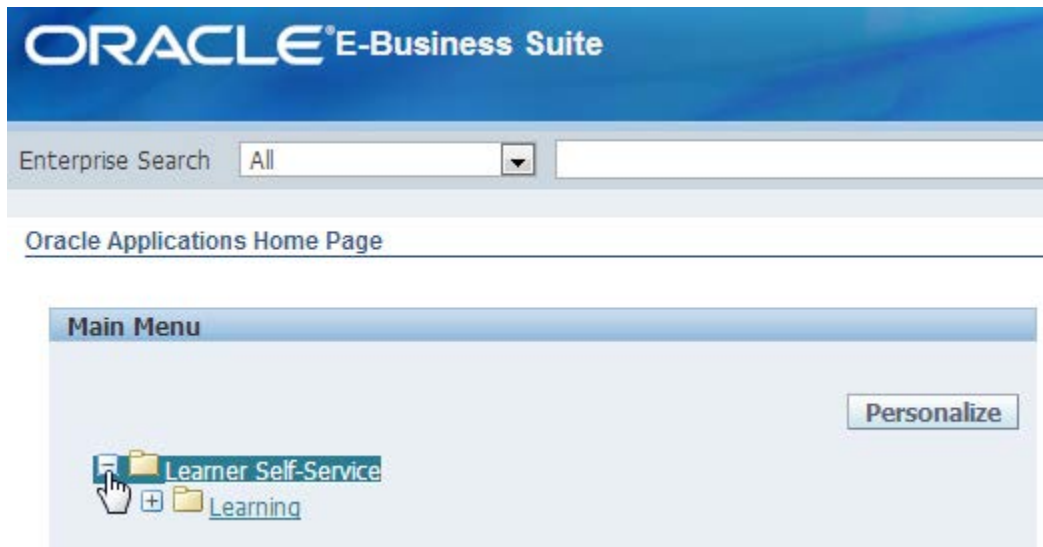 ORACLE® E-Business Suite
Enterprise Search All
Oracle Applications Home Page
Main Menu
Personalize
Learner Self-Service
Learning